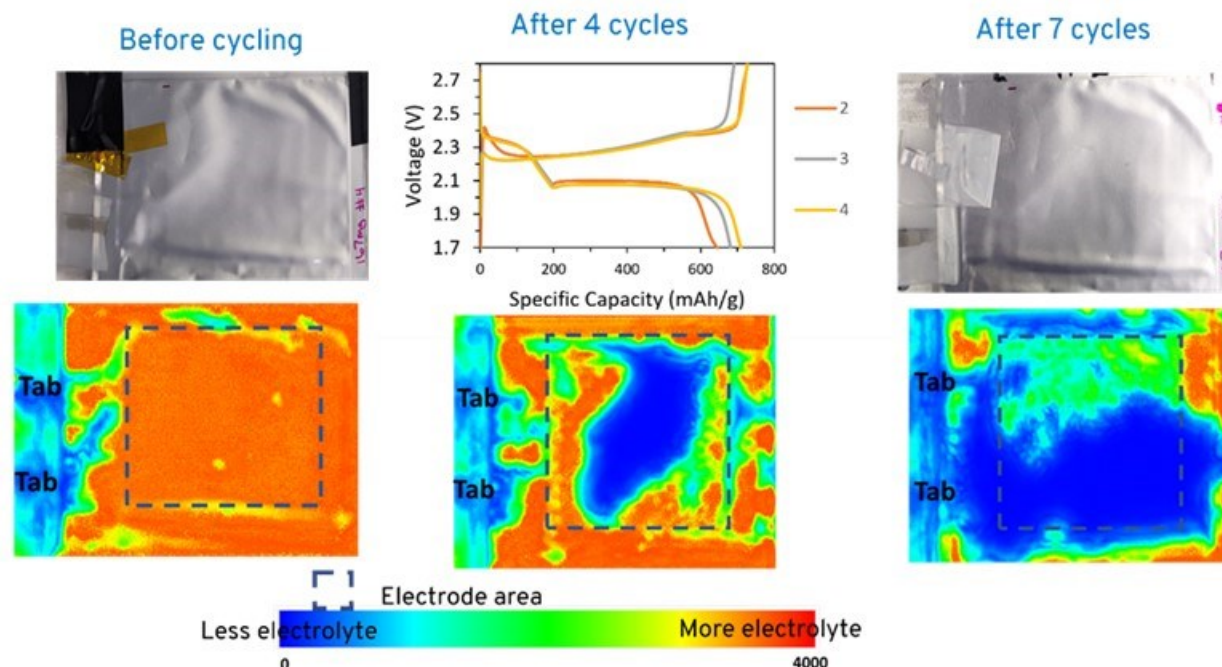 Before cycling
After 4 cycles
After 7 cycles
2.7
2.5
2.3
2.1
1.9
1.7
Voltage (V)
0
200
400
600
800
Specific Capacity (mAh/g)
2
3
4
167mg #4
Tab
Tab
Tab
Tab
Tab
Tab
Electrode area
Less electrolyte
More electrolyte
0
4000